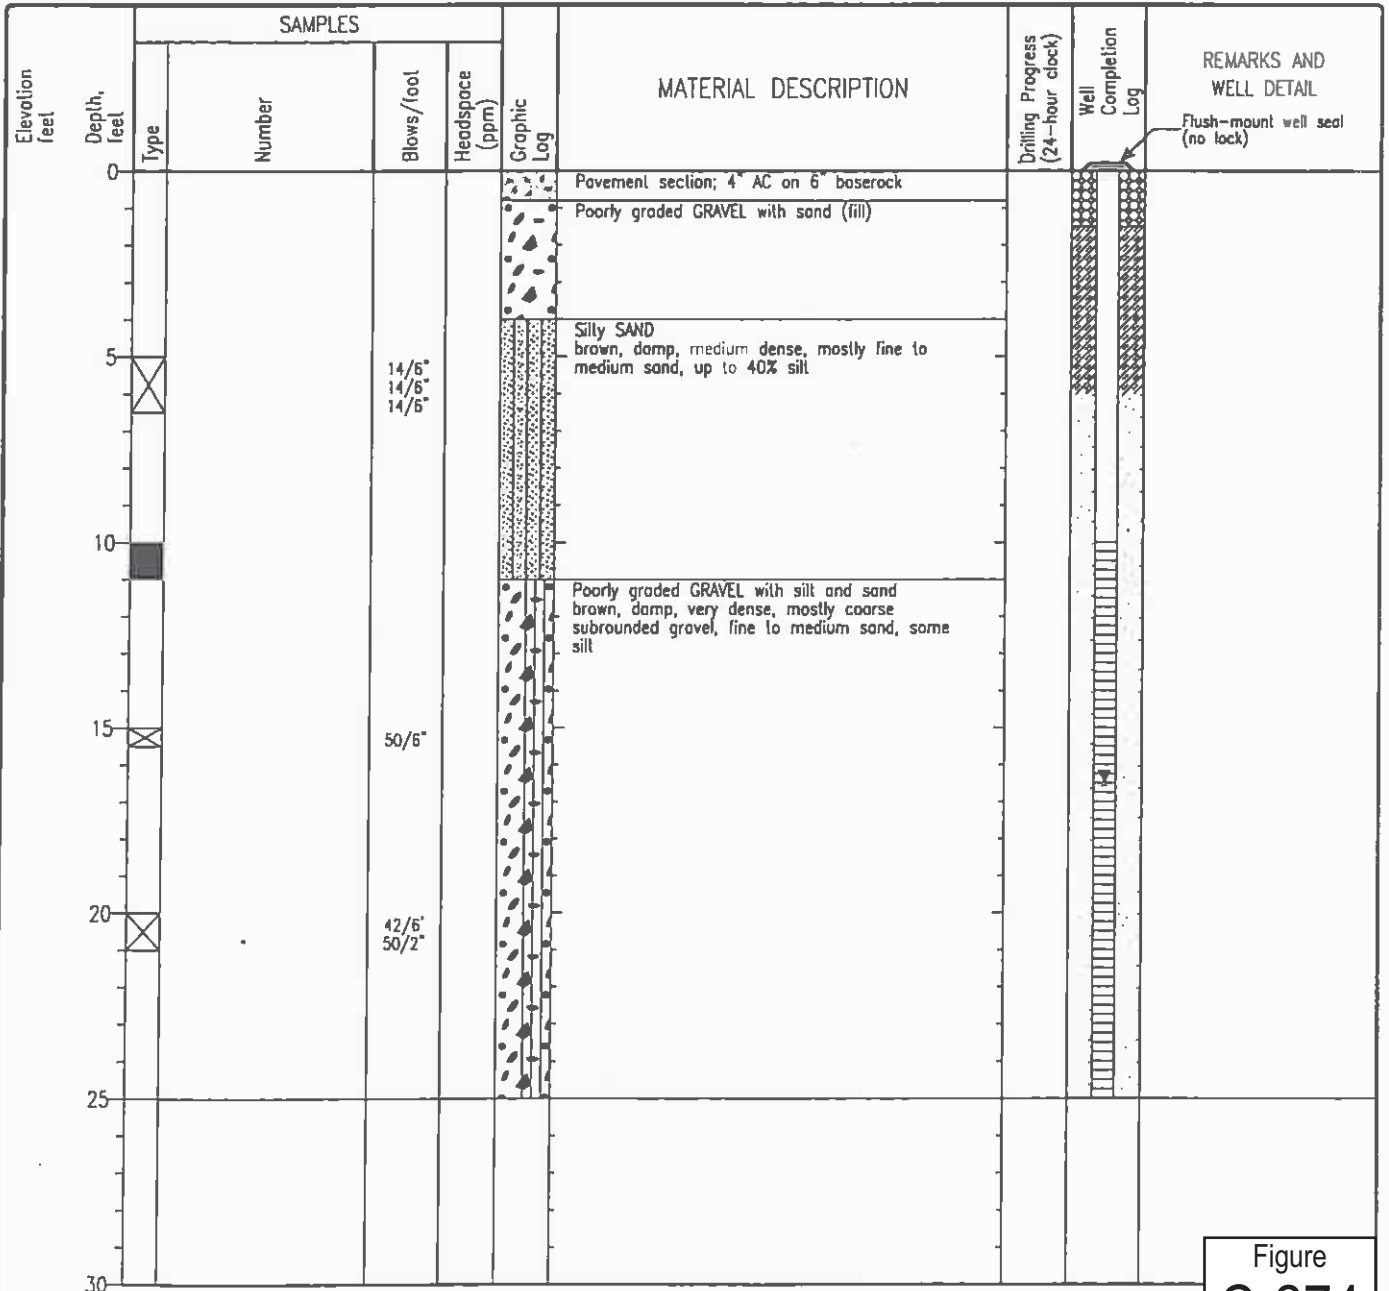 SAMPLES
Elevation
feet
Depth,
feet
Type
Number
Blows/foot
Headspace
(ppm)
Graphic
Log
MATERIAL DESCRIPTION
Drilling Progress
(24-hour clock)
Well
Completion
Log
REMARKS AND
WELL DETAIL
Flush-mount well seal
(no lock)
0
Pavement section; 4" AC on 6" baserock
Poorly graded GRAVEL with sand (fill)
Silty SAND
brown, damp, medium dense, mostly fine to
medium sand, up to 40% silt
5
14/6"
14/6"
14/6"
10
Poorly graded GRAVEL with silt and sand
brown, damp, very dense, mostly coarse
subrounded gravel, fine to medium sand, some
silt
15
50/6"
20
42/6"
50/2"
25
30
Figure